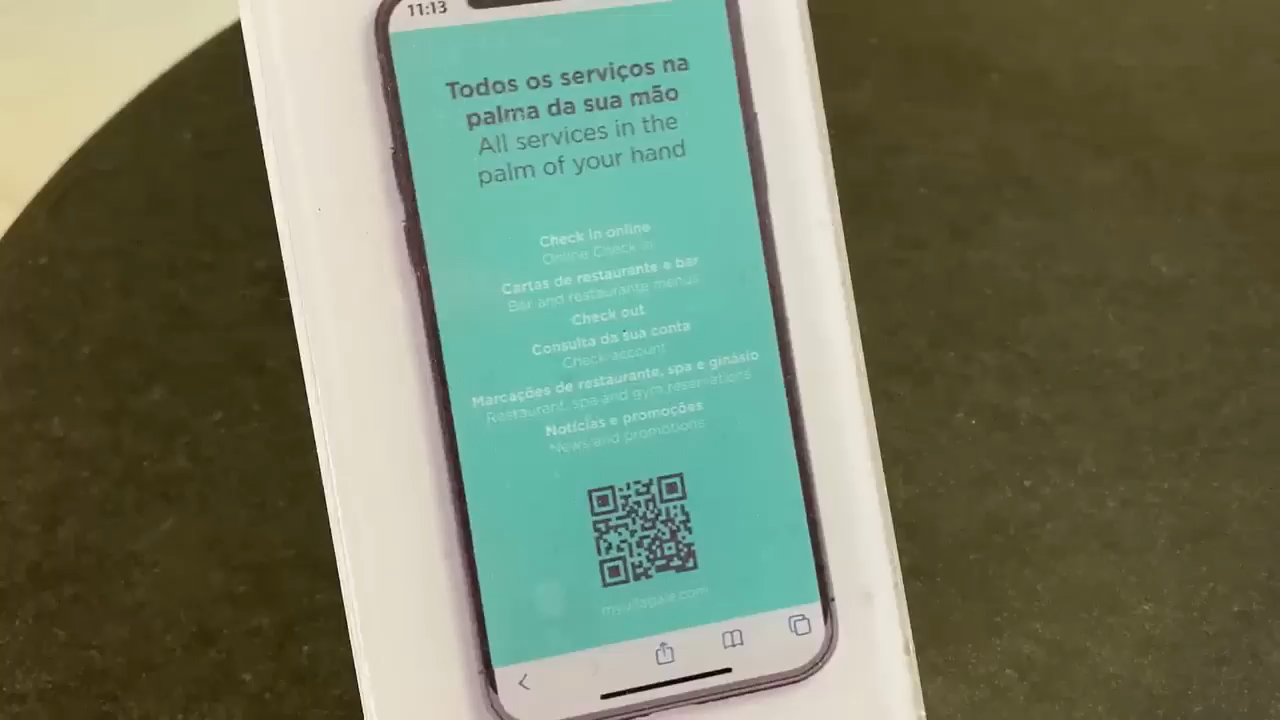 11:13
Todos os serviços na
palma da sua mão
All services in the
palm of your hand
Check in online
Online Check in
Cartas de restaurante e bar
Bar and restaurante menus
Check out
Consulta da sua conta
Check account
Marcações de restaurante, spa e ginásio
Restaurant, spa and gym reservations
Notícias e promoções
News and promotions